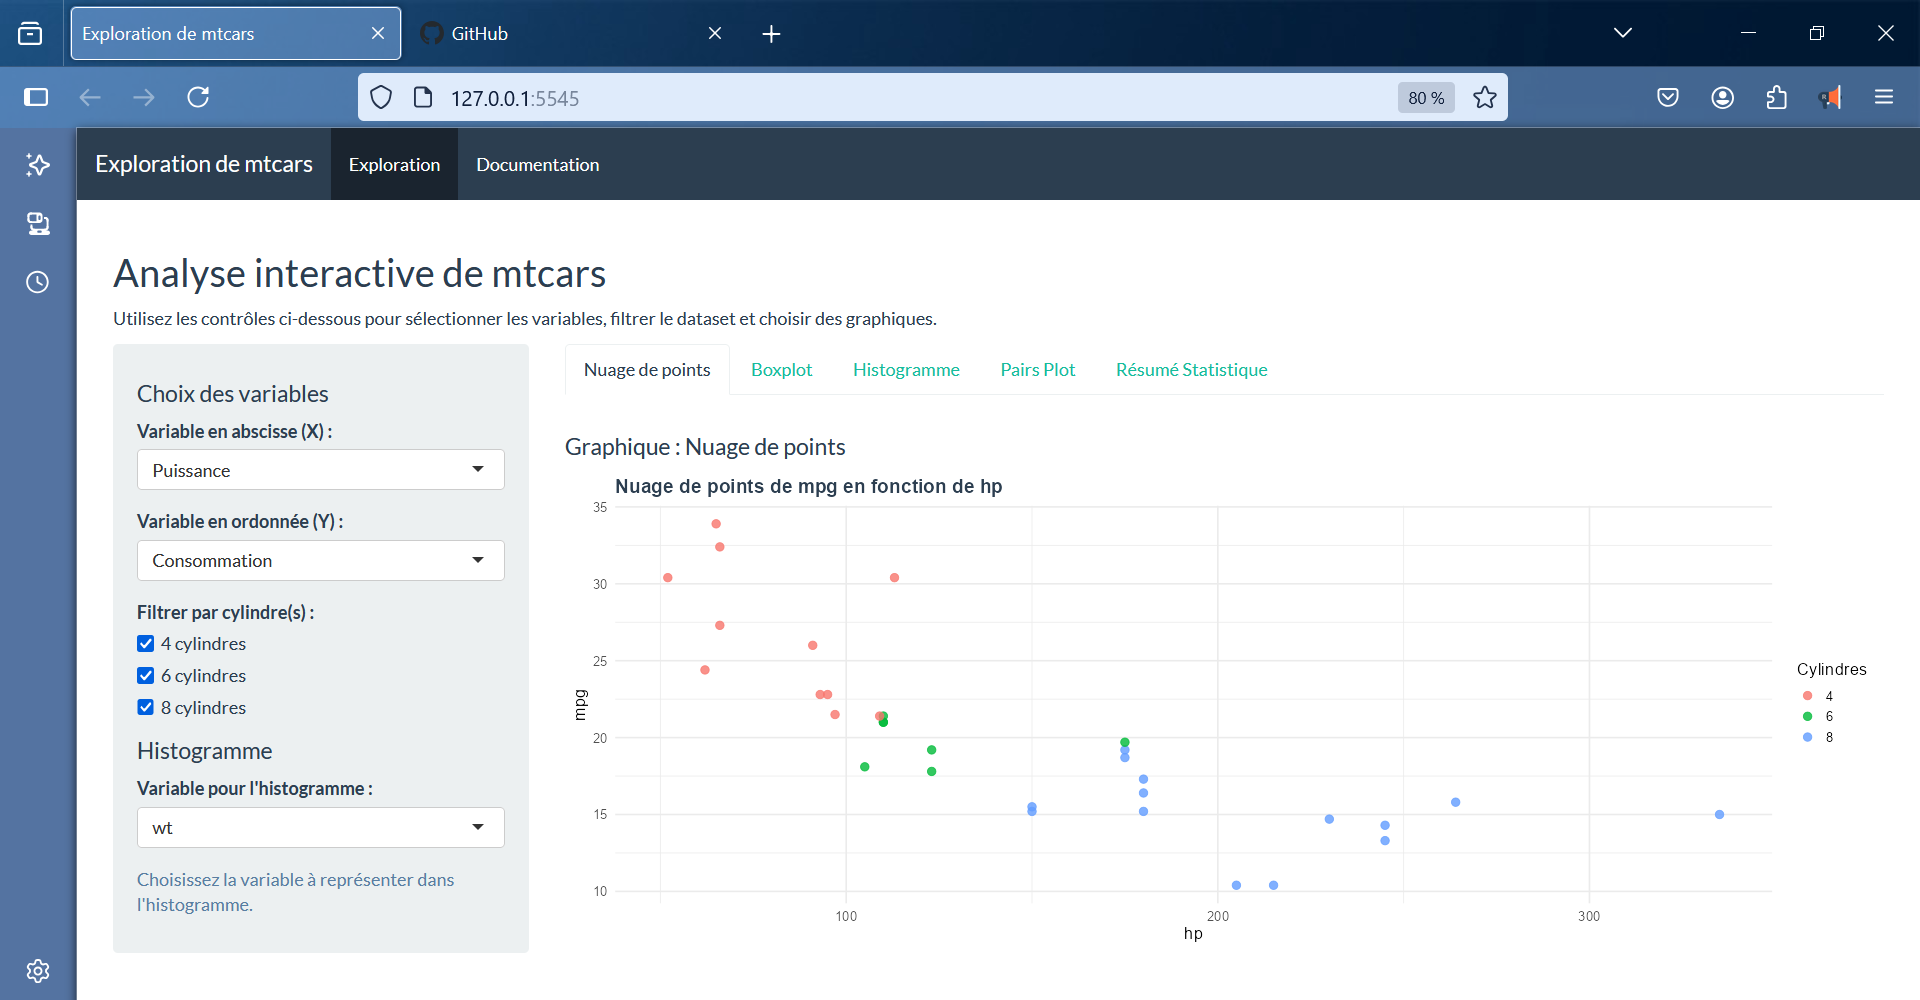 Exploration de mtcars
GitHub
127.0.0.1:5545
80 %
Exploration de mtcars
Exploration
Documentation
Analyse interactive de mtcars
Utilisez les contrôles ci-dessous pour sélectionner les variables, filtrer le dataset et choisir des graphiques.
Choix des variables
Variable en abscisse (X) :
Puissance
Variable en ordonnée (Y) :
Consommation
Filtrer par cylindre(s) :
4 cylindres
6 cylindres
8 cylindres
Histogramme
Variable pour l'histogramme :
wt
Choisissez la variable à représenter dans
l'histogramme.
Nuage de points
Boxplot
Histogramme
Pairs Plot
Résumé Statistique
Graphique : Nuage de points
Nuage de points de mpg en fonction de hp
35
30
25
20
15
10
mpg
100
200
300
hp
Cylindres
4
6
8